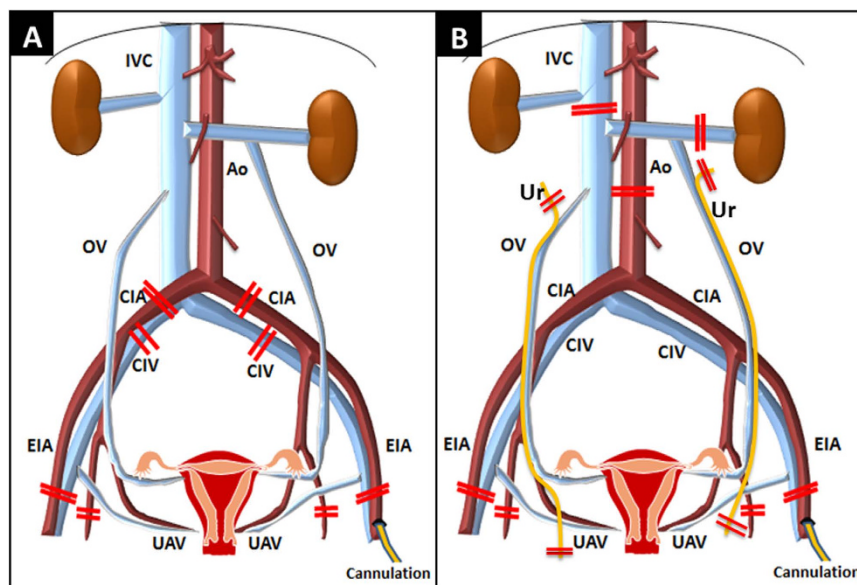 A
IVC
Ao
OV
OV
CIA
CIA
CIV
CIV
EIA
EIA
UAV
UAV
Cannulation
B
IVC
Ao
Ur
Ur
OV
OV
CIA
CIA
CIV
CIV
EIA
EIA
UAV
UAV
Cannulation